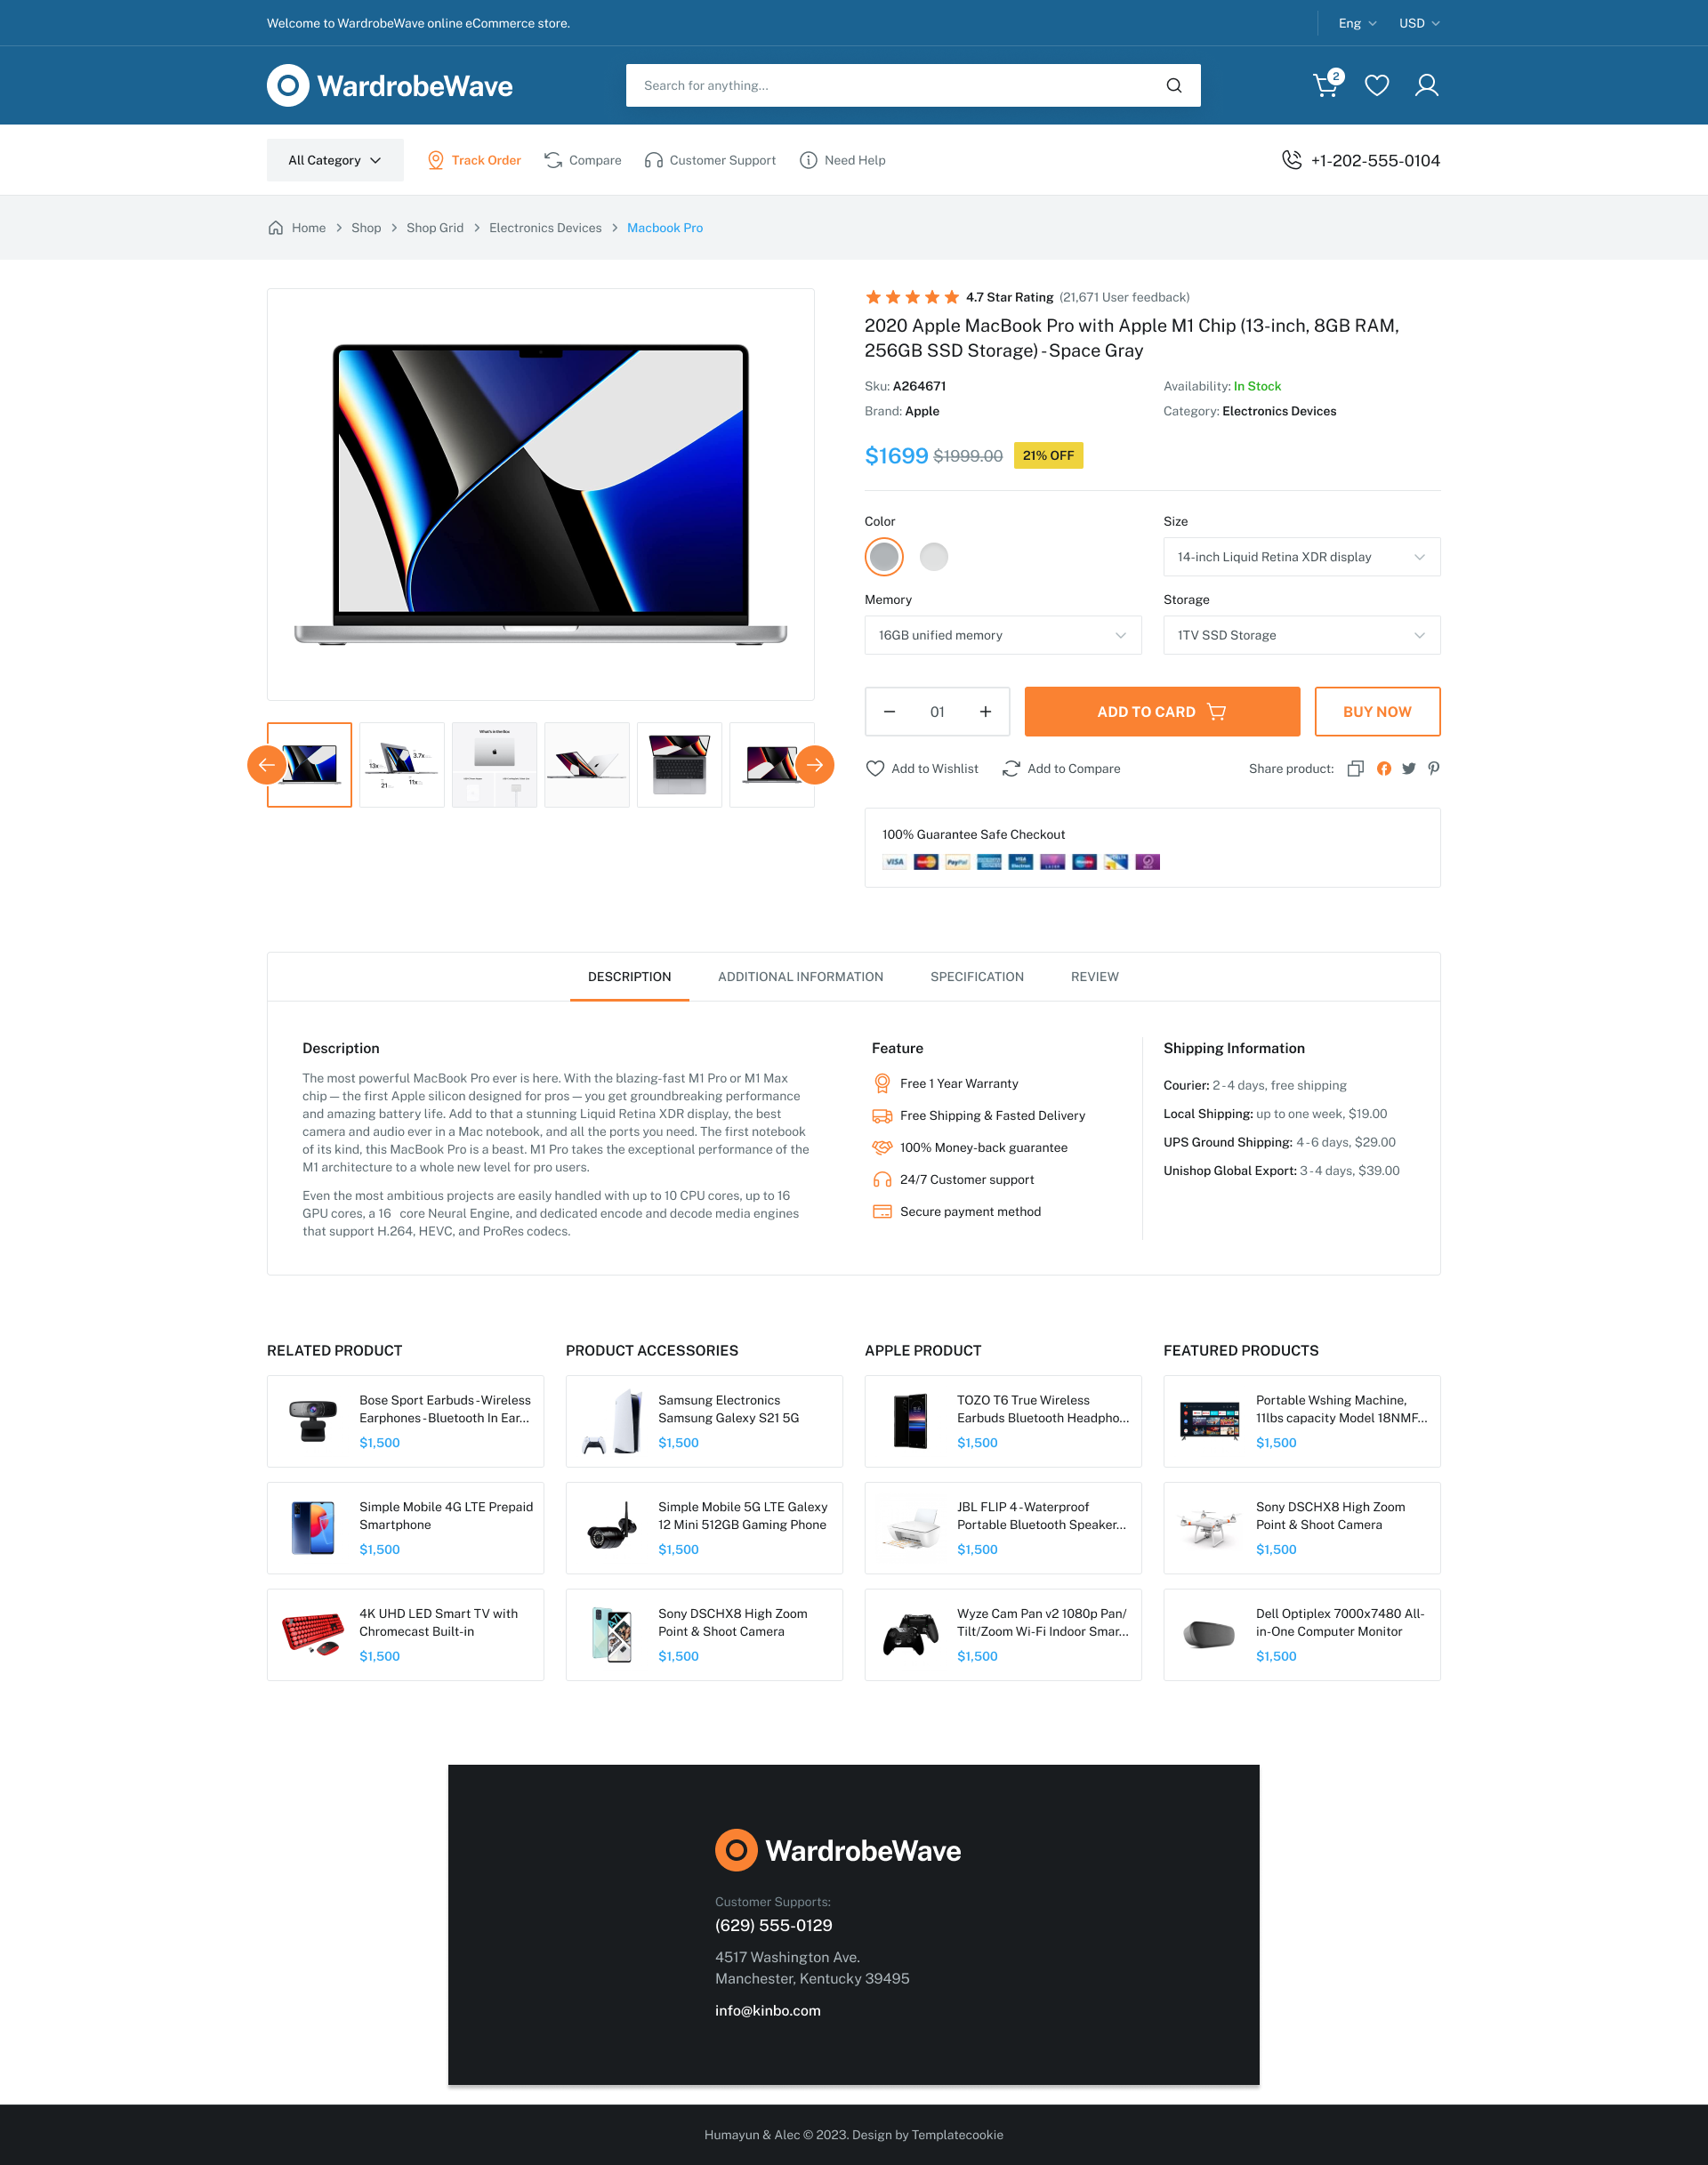 Welcome to WardrobeWave online eCommerce store.
Eng
USD
WardrobeWave
Search for anything...
2
All Category
Track Order
Compare
Customer Support
Need Help
+1-202-555-0104
Home
Shop
Shop Grid
Electronics Devices
Macbook Pro
4.7 Star Rating (21,671 User feedback)
2020 Apple MacBook Pro with Apple M1 Chip (13-inch, 8GB RAM,
256GB SSD Storage) - Space Gray
Sku: A264671
Availability: In Stock
Brand: Apple
Category: Electronics Devices
$1699 $1999.00 21% OFF
Color
Size
14-inch Liquid Retina XDR display
Memory
Storage
16GB unified memory
1TV SSD Storage
01
ADD TO CARD
BUY NOW
What's in the Box
3.7x
13x
21
11x
Add to Wishlist
Add to Compare
Share product:
100% Guarantee Safe Checkout
VISA
PayPal
DESCRIPTION
ADDITIONAL INFORMATION
SPECIFICATION
REVIEW
Description
The most powerful MacBook Pro ever is here. With the blazing-fast M1 Pro or M1 Max
chip — the first Apple silicon designed for pros — you get groundbreaking performance
and amazing battery life. Add to that a stunning Liquid Retina XDR display, the best
camera and audio ever in a Mac notebook, and all the ports you need. The first notebook
of its kind, this MacBook Pro is a beast. M1 Pro takes the exceptional performance of the
M1 architecture to a whole new level for pro users.
Even the most ambitious projects are easily handled with up to 10 CPU cores, up to 16
GPU cores, a 16 core Neural Engine, and dedicated encode and decode media engines
that support H.264, HEVC, and ProRes codecs.
Feature
Free 1 Year Warranty
Free Shipping & Fasted Delivery
100% Money-back guarantee
24/7 Customer support
Secure payment method
Shipping Information
Courier: 2 - 4 days, free shipping
Local Shipping: up to one week, $19.00
UPS Ground Shipping: 4 - 6 days, $29.00
Unishop Global Export: 3 - 4 days, $39.00
RELATED PRODUCT
Bose Sport Earbuds - Wireless
Earphones - Bluetooth In Ear...
$1,500
Simple Mobile 4G LTE Prepaid
Smartphone
$1,500
4K UHD LED Smart TV with
Chromecast Built-in
$1,500
PRODUCT ACCESSORIES
Samsung Electronics
Samsung Galexy S21 5G
$1,500
Simple Mobile 5G LTE Galexy
12 Mini 512GB Gaming Phone
$1,500
Sony DSCHX8 High Zoom
Point & Shoot Camera
$1,500
APPLE PRODUCT
TOZO T6 True Wireless
Earbuds Bluetooth Headpho...
$1,500
JBL FLIP 4 - Waterproof
Portable Bluetooth Speaker...
$1,500
Wyze Cam Pan v2 1080p Pan/
Tilt/Zoom Wi-Fi Indoor Smar...
$1,500
FEATURED PRODUCTS
Portable Wshing Machine,
11lbs capacity Model 18NMF...
$1,500
Sony DSCHX8 High Zoom
Point & Shoot Camera
$1,500
Dell Optiplex 7000x7480 All-
in-One Computer Monitor
$1,500
WardrobeWave
Customer Supports:
(629) 555-0129
4517 Washington Ave.
Manchester, Kentucky 39495
info@kinbo.com
Humayun & Alec © 2023. Design by Templatecookie